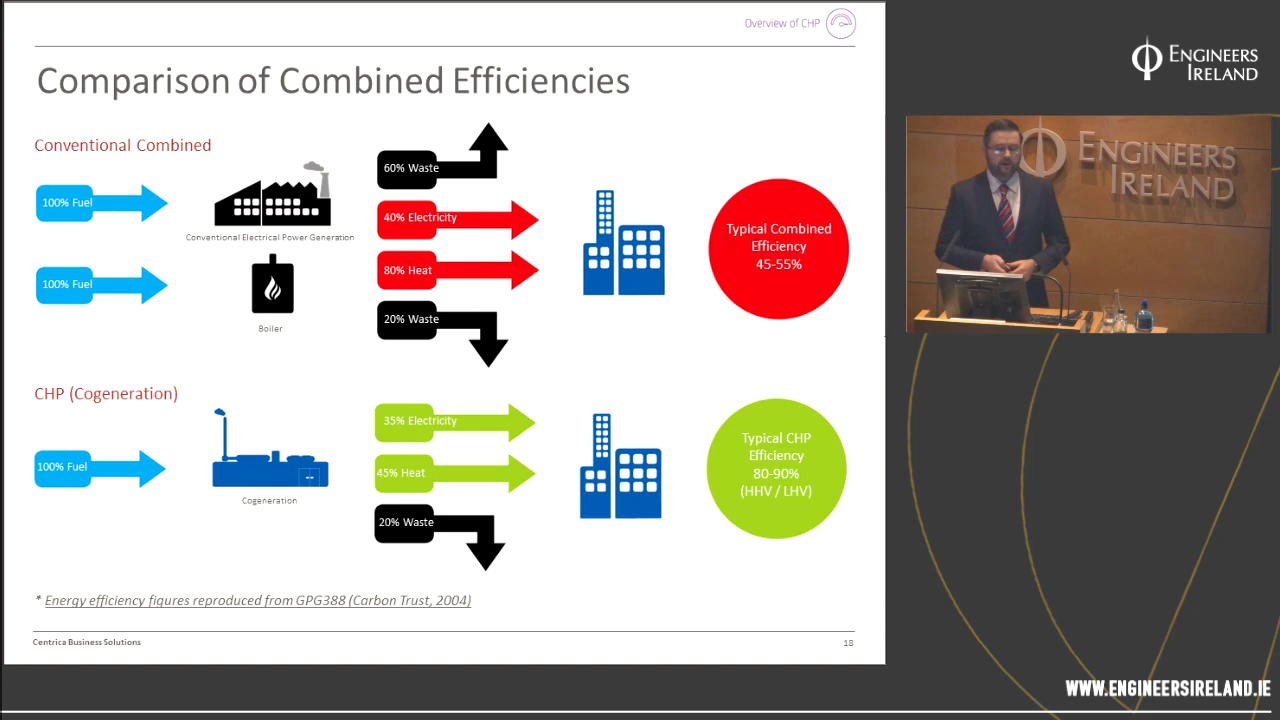 Overview of CHP
Comparison of Combined Efficiencies
Conventional Combined
100% Fuel
Conventional Electrical Power Generation
100% Fuel
Boiler
60% Waste
40% Electricity
80% Heat
20% Waste
Typical Combined
Efficiency
45-55%
CHP (Cogeneration)
100% Fuel
Cogeneration
35% Electricity
45% Heat
20% Waste
Typical CHP
Efficiency
80-90%
(HHV / LHV)
* Energy efficiency figures reproduced from GPG388 (Carbon Trust, 2004)
Centrica Business Solutions
18
ENGINEERS
IRELAND
ENGINEERS
IRELAND
WWW.ENGINEERSIRELAND.IE